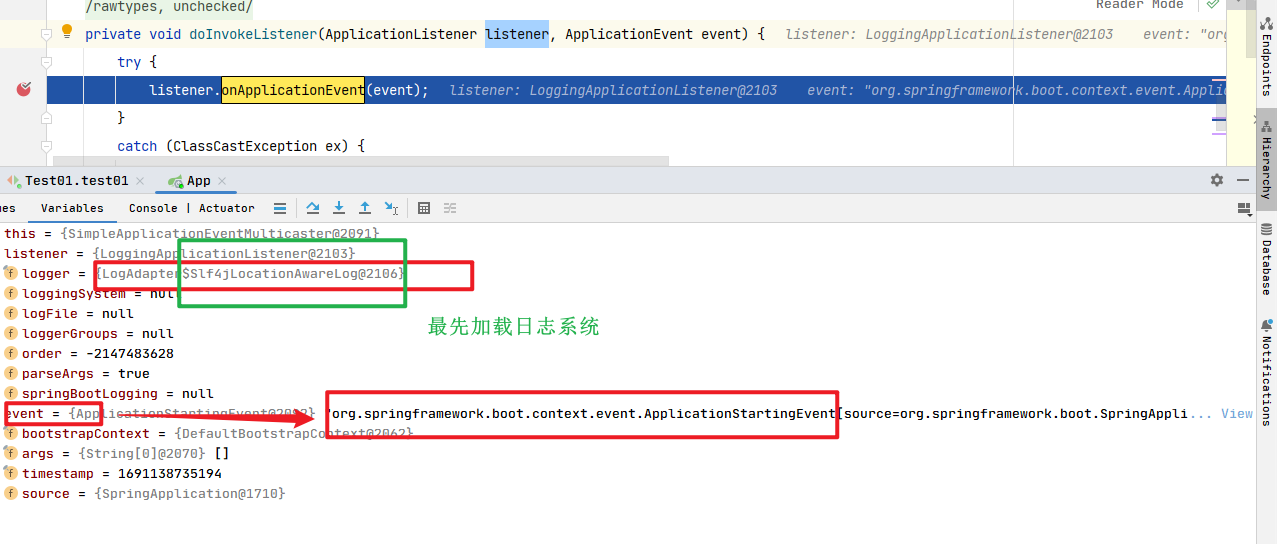 /rawtypes, unchecked/
Reader Mode
private void doInvokeListener(ApplicationListener listener, ApplicationEvent event) { listener: LoggingApplicationListener@2103 event: "org
try {
listener.onApplicationEvent(event); listener: LoggingApplicationListener@2103 event: "org.springframework.boot.context.event.Applic
}
catch (ClassCastException ex) {
Test01.test01
App
Variables
Console | Actuator
this = {SimpleApplicationEventMulticaster@2091}
listener = {LoggingApplicationListener@2103}
logger = {LogAdapter$Slf4jLocationAwareLog@2106}
loggingSystem = null
logFile = null
最先加载日志系统
loggerGroups = null
order = -2147483628
parseArgs = true
springBootLogging = null
event = {ApplicationStartingEvent@2092} "org.springframework.boot.context.event.ApplicationStartingEvent[source=org.springframework.boot.SpringAppli... View
bootstrapContext = {DefaultBootstrapContext@2062}
args = {String[0]@2070} []
timestamp = 1691138735194
source = {SpringApplication@1710}
Endpoints
Hierarchy
Database
Notifications